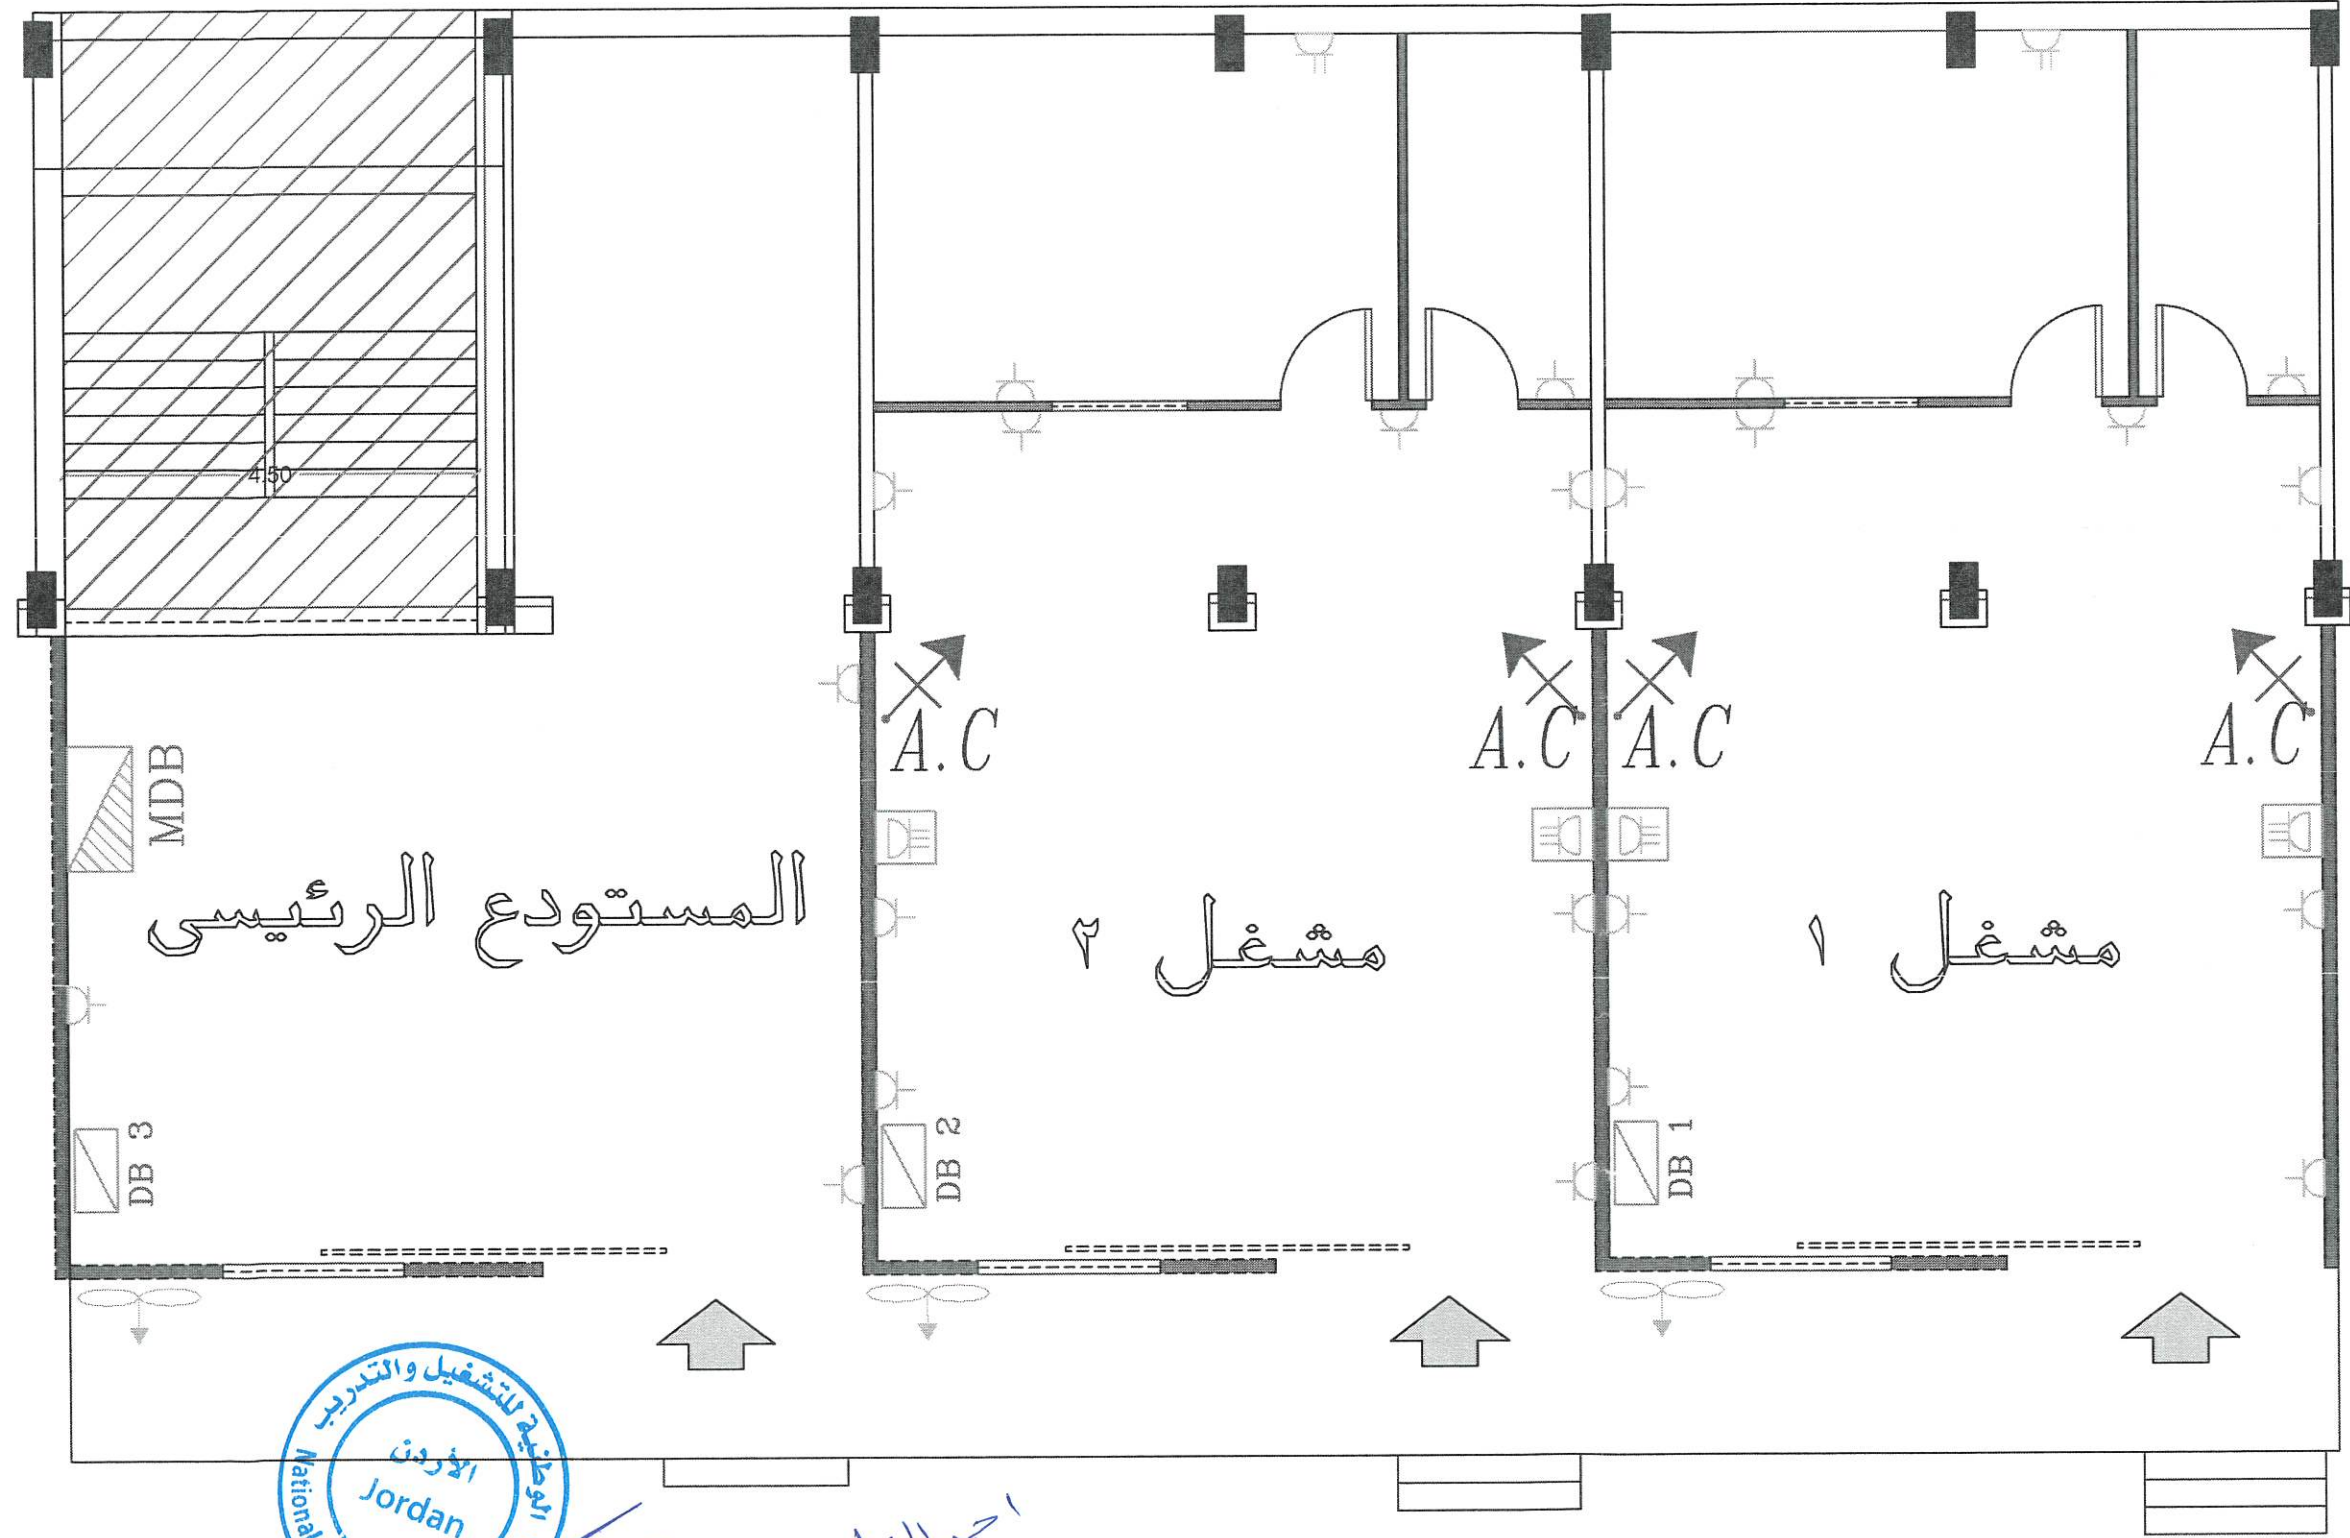 4.50
A.C
A.C
A.C
A.C
MDB
المستودع الرئيسى
مشغل ٢
مشغل ١
DB 3
DB 2
DB 1
الوطنية للتشغيل والتدريب
الأردن
Jordan
National